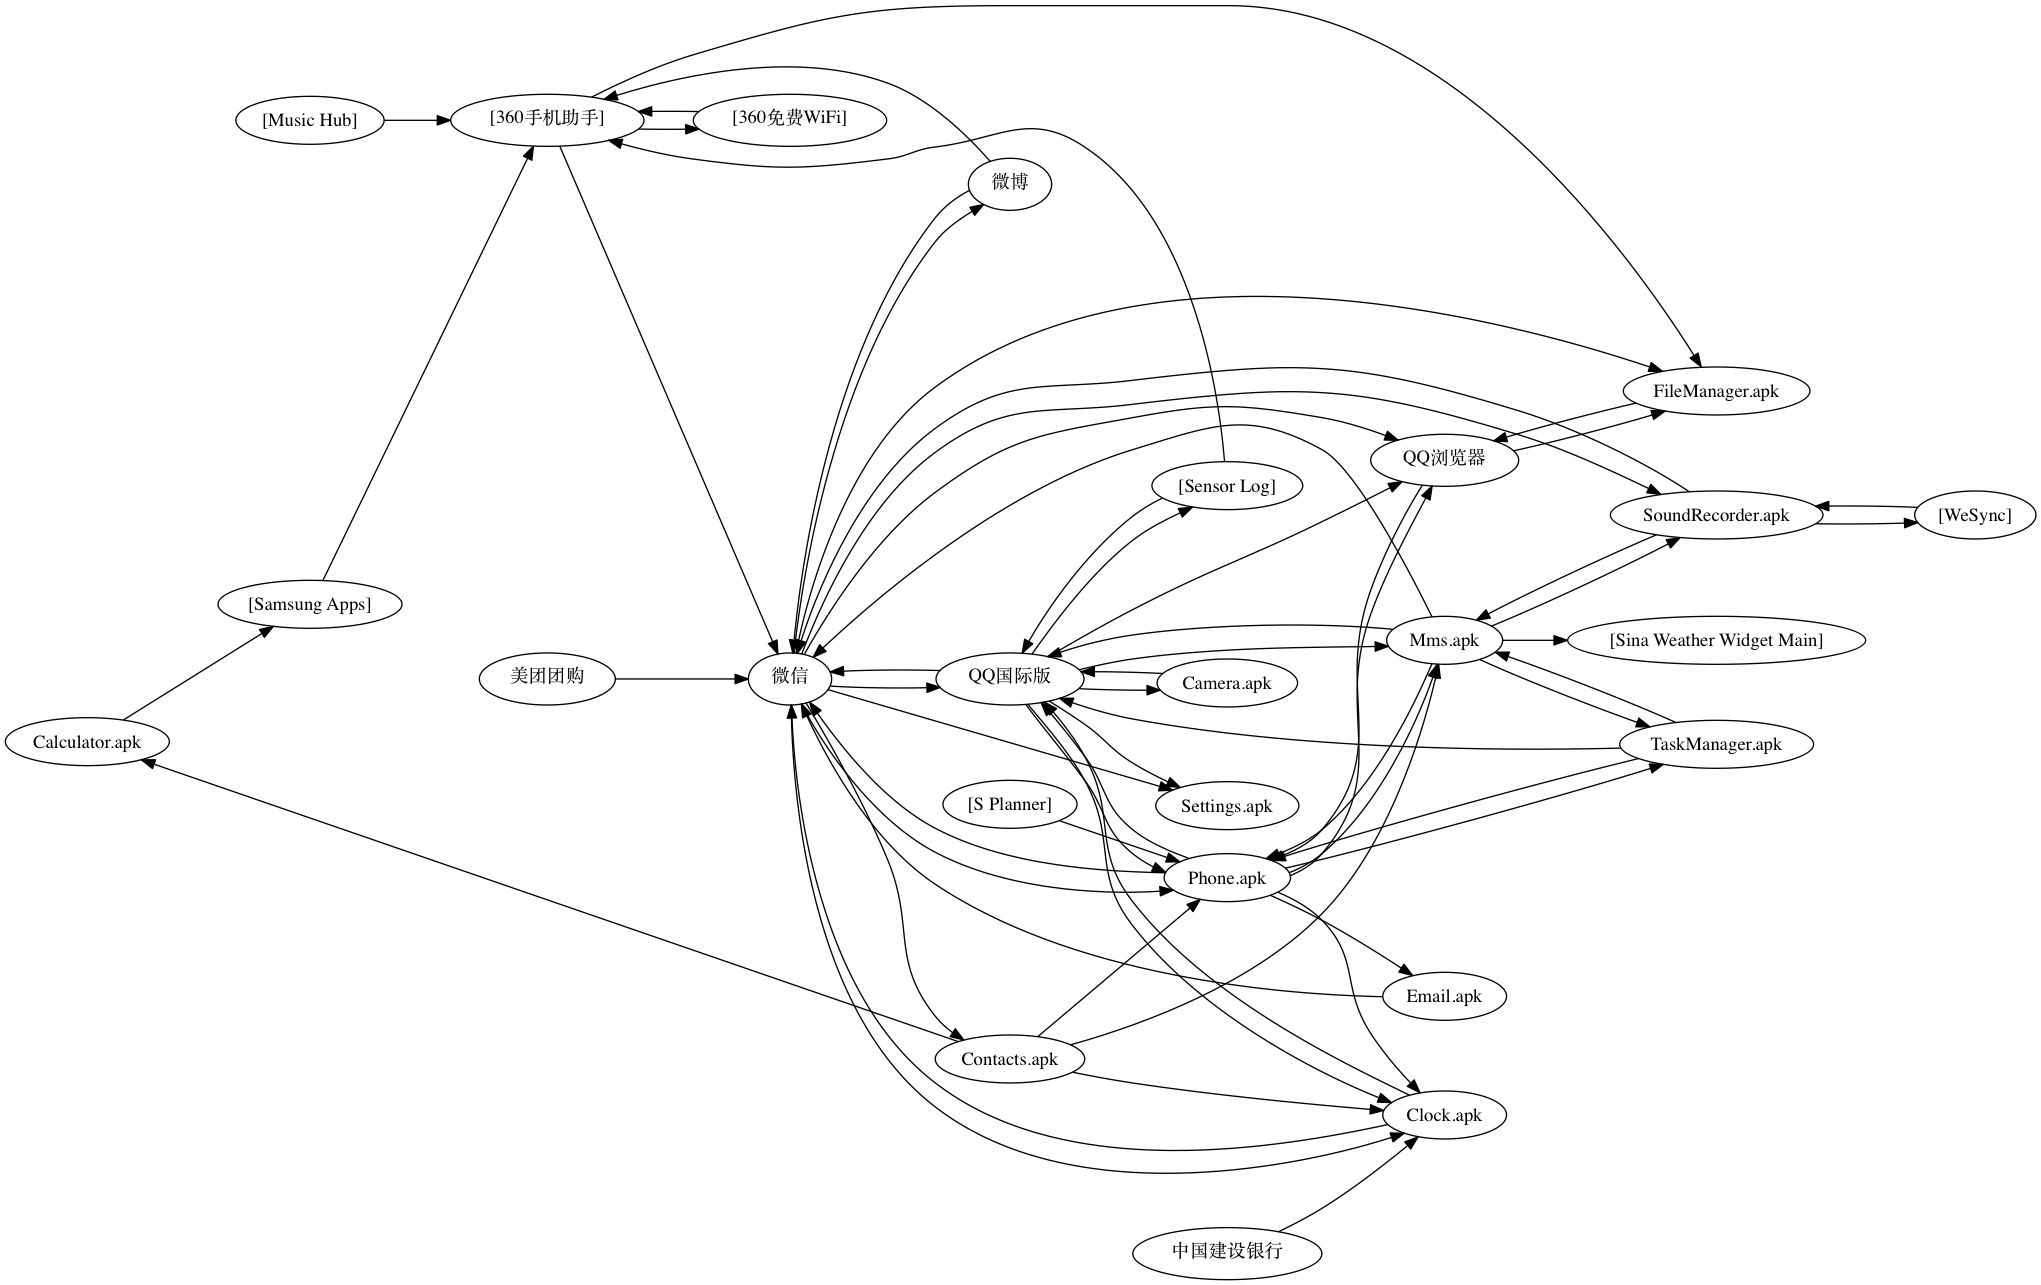 [Music Hub]
[360手机助手]
[360免费WiFi]
微博
FileManager.apk
QQ浏览器
[Sensor Log]
SoundRecorder.apk
[WeSync]
[Samsung Apps]
Mms.apk
[Sina Weather Widget Main]
美团团购
微信
QQ国际版
Camera.apk
Calculator.apk
TaskManager.apk
[S Planner]
Settings.apk
Phone.apk
Email.apk
Contacts.apk
Clock.apk
中国建设银行